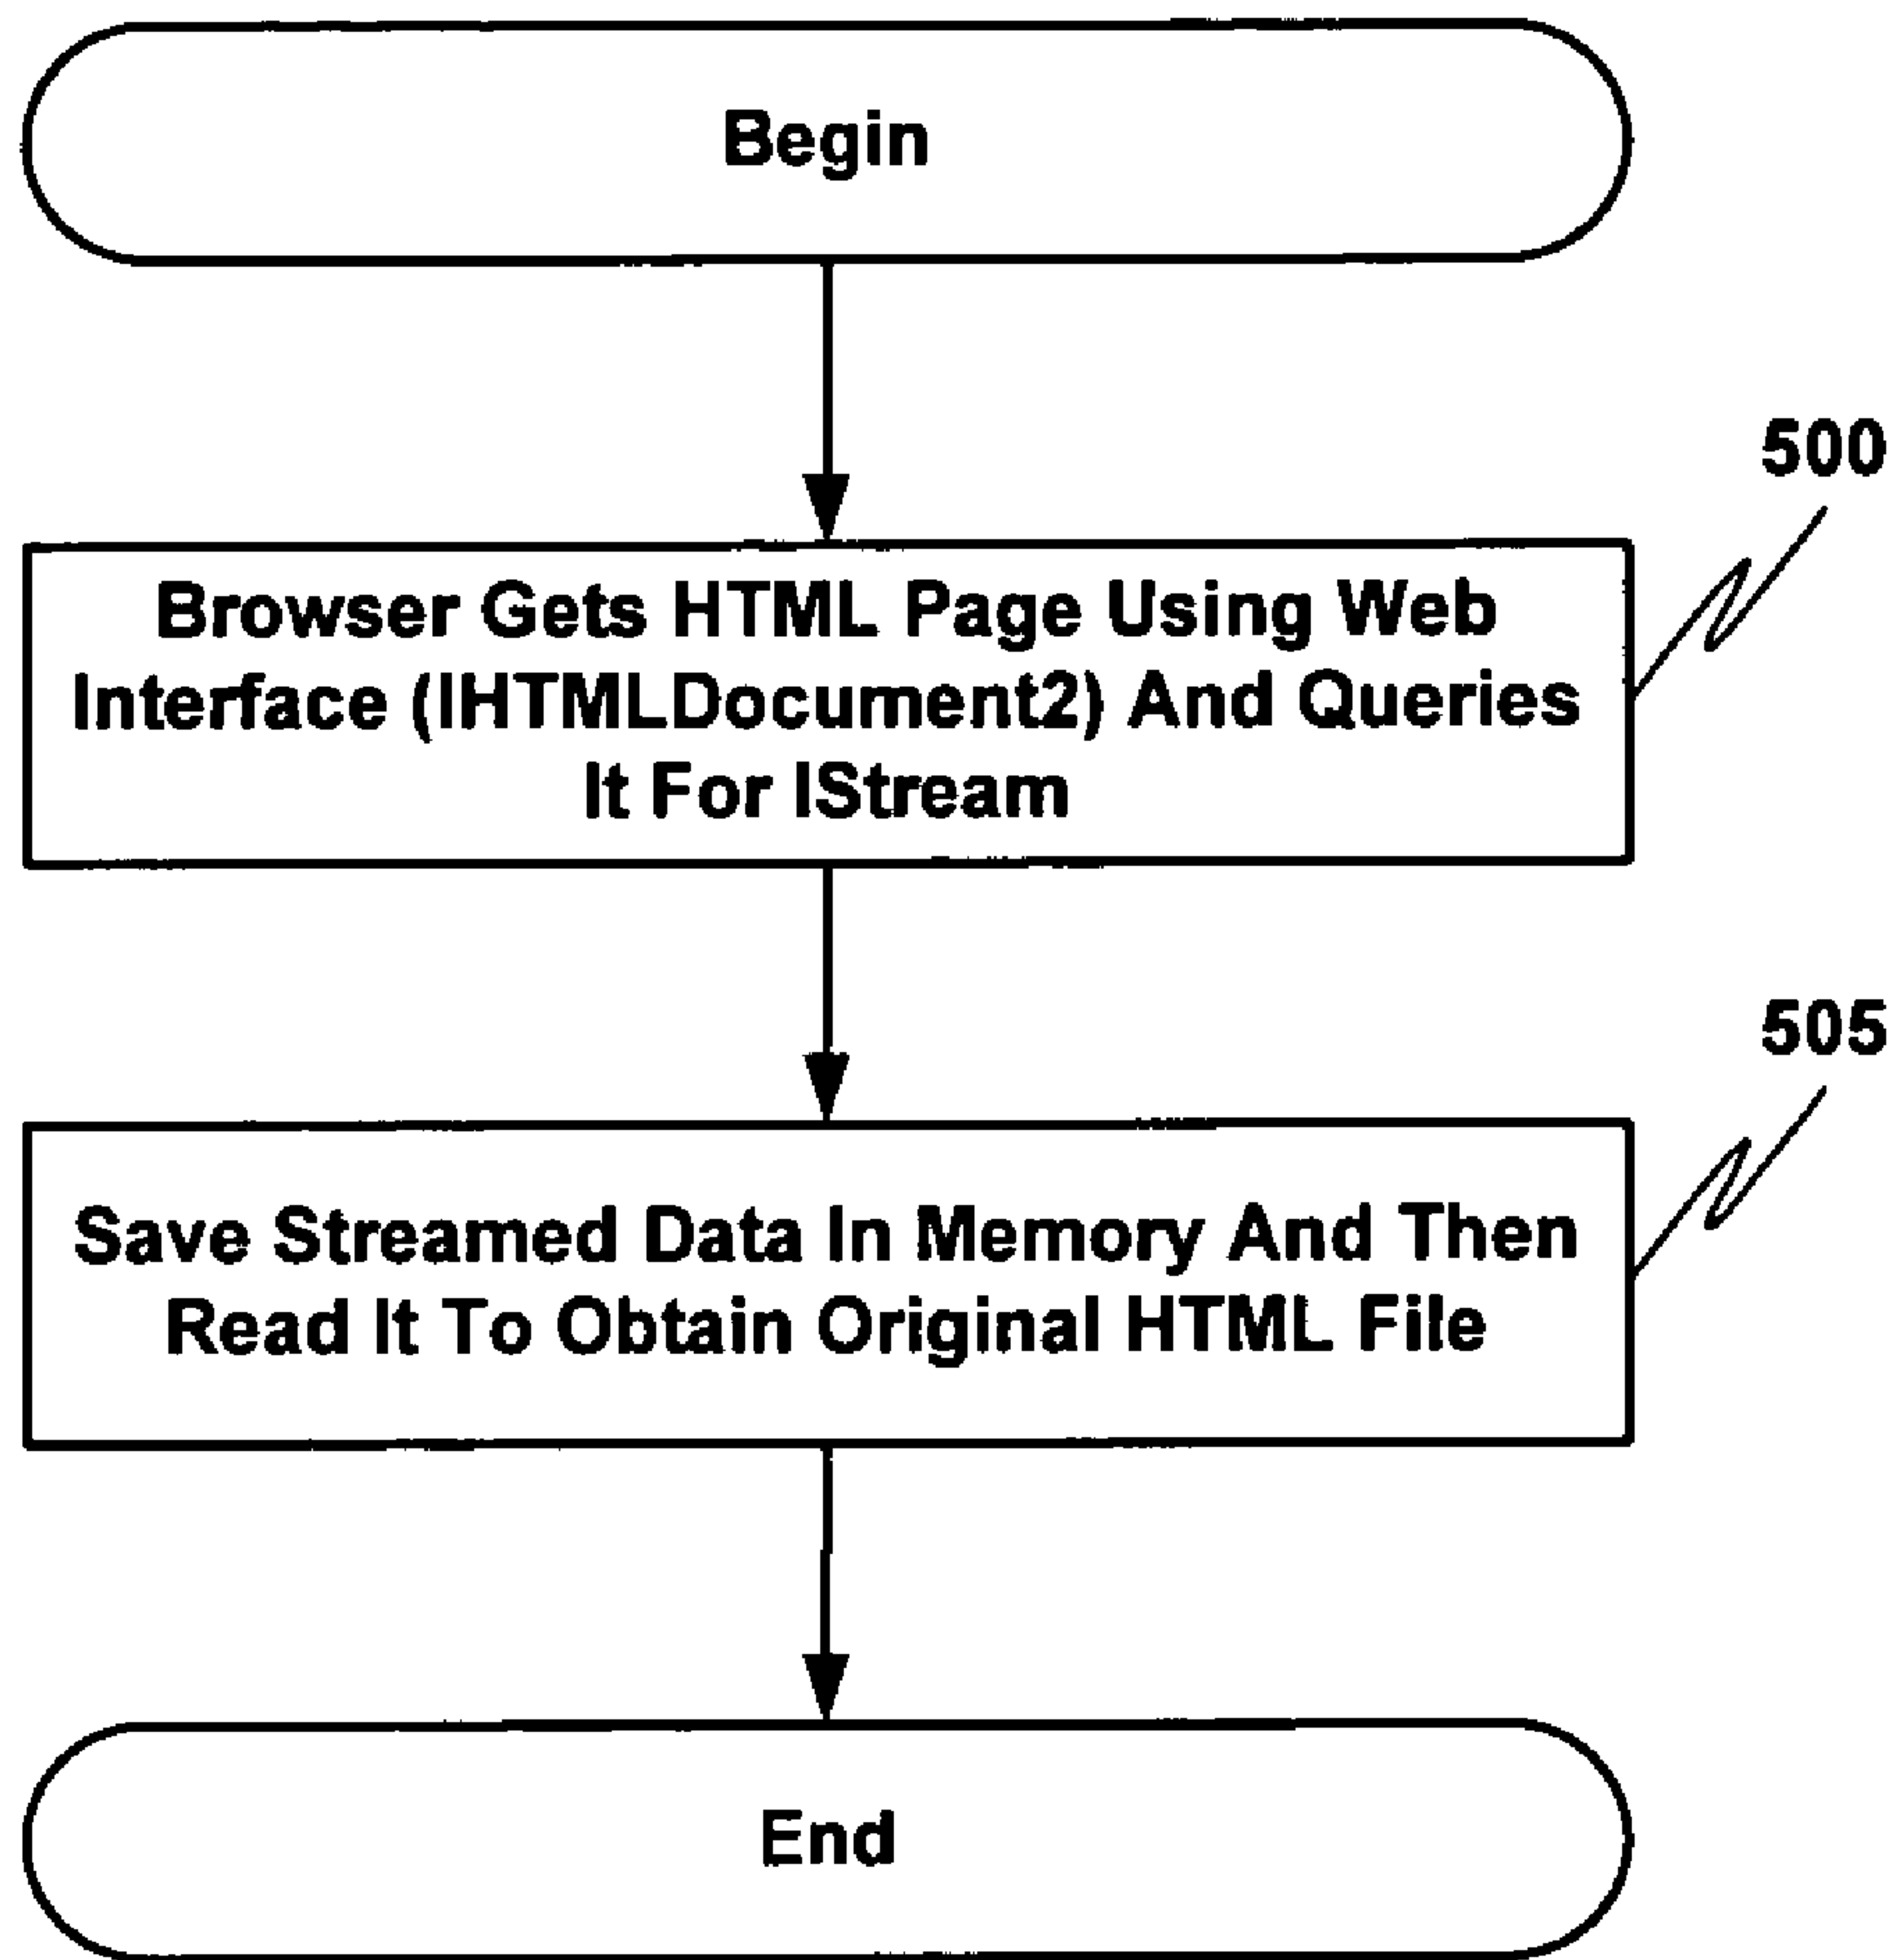 Begin
500
Browser Gets HTML Page Using Web
Interface (IHTMLDocument2) And Queries
It For IStream
505
Save Streamed Data In Memory And Then
Read It To Obtain Original HTML File
End